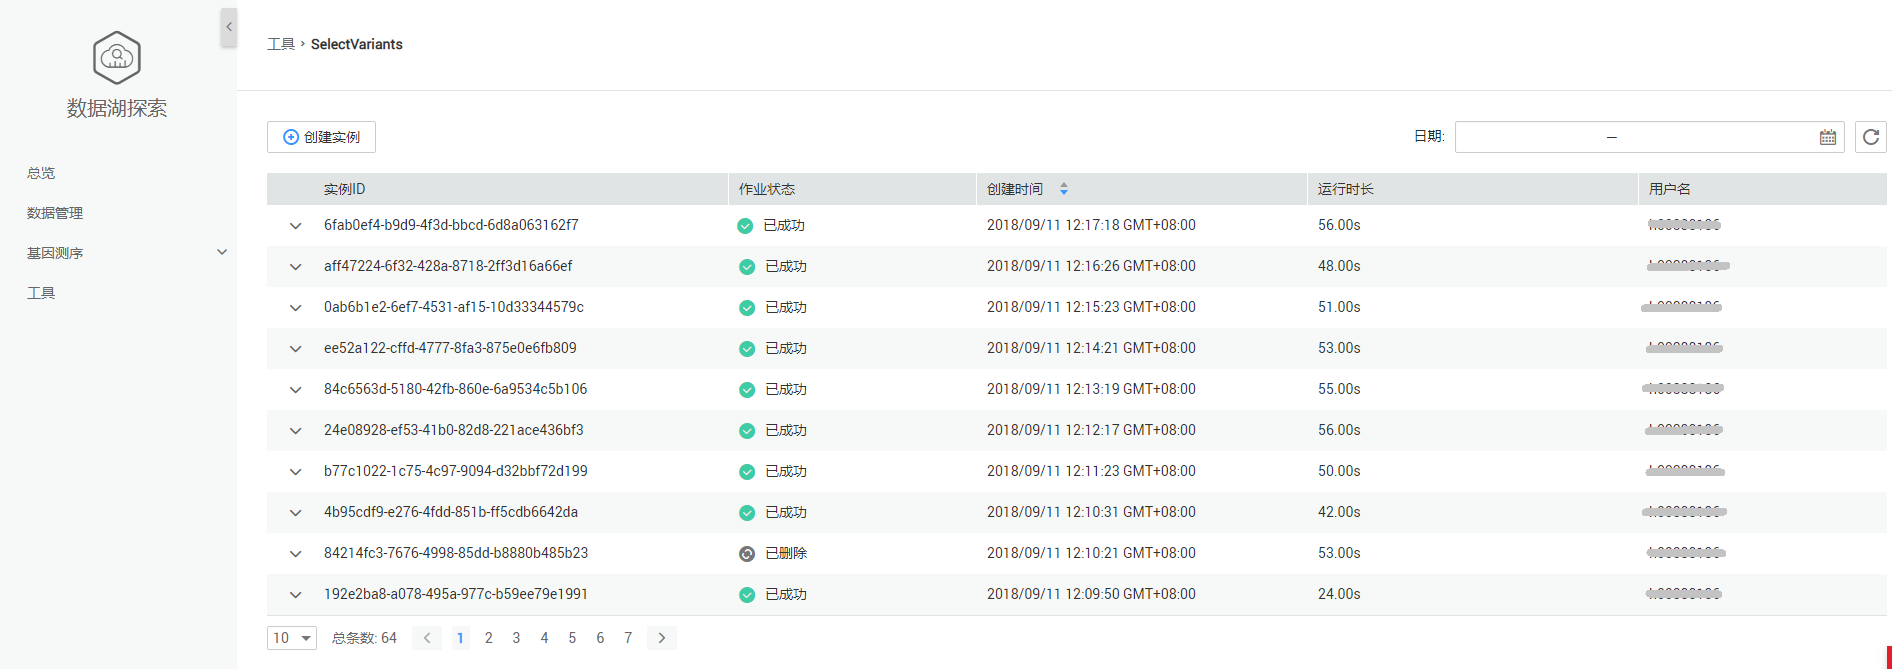 数据湖探索
总览
数据管理
基因测序
工具
工具 › SelectVariants
创建实例
日期: –
实例ID 作业状态 创建时间 运行时长 用户名
6fab0ef4-b9d9-4f3d-bbcd-6d8a063162f7 已成功 2018/09/11 12:17:18 GMT+08:00 56.00s
aff47224-6f32-428a-8718-2ff3d16a66ef 已成功 2018/09/11 12:16:26 GMT+08:00 48.00s
0ab6b1e2-6ef7-4531-af15-10d33344579c 已成功 2018/09/11 12:15:23 GMT+08:00 51.00s
ee52a122-cffd-4777-8fa3-875e0e6fb809 已成功 2018/09/11 12:14:21 GMT+08:00 53.00s
84c6563d-5180-42fb-860e-6a9534c5b106 已成功 2018/09/11 12:13:19 GMT+08:00 55.00s
24e08928-ef53-41b0-82d8-221ace436bf3 已成功 2018/09/11 12:12:17 GMT+08:00 56.00s
b77c1022-1c75-4c97-9094-d32bbf72d199 已成功 2018/09/11 12:11:23 GMT+08:00 50.00s
4b95cdf9-e276-4fdd-851b-ff5cdb6642da 已成功 2018/09/11 12:10:31 GMT+08:00 42.00s
84214fc3-7676-4998-85dd-b8880b485b23 已删除 2018/09/11 12:10:21 GMT+08:00 53.00s
192e2ba8-a078-495a-977c-b59ee79e1991 已成功 2018/09/11 12:09:50 GMT+08:00 24.00s
10 总条数: 64 1 2 3 4 5 6 7